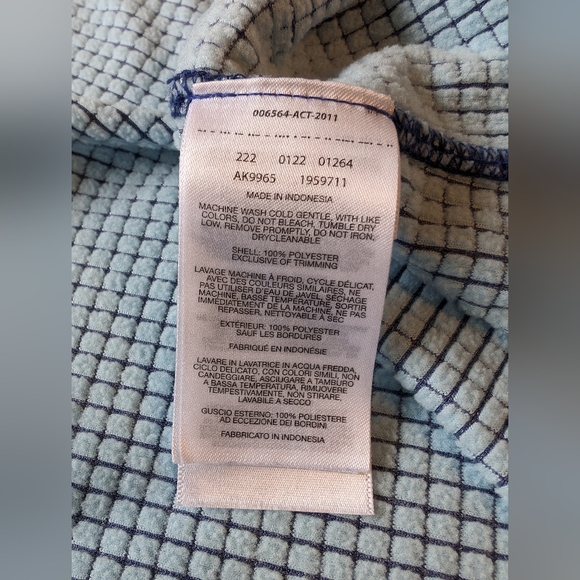 006564-ACT-2011
222 0122 01264
AK9965 1959711
MADE IN INDONESIA
MACHINE WASH COLD GENTLE, WITH LIKE
COLORS, DO NOT BLEACH, TUMBLE DRY
LOW, REMOVE PROMPTLY, DO NOT IRON,
DRYCLEANABLE
SHELL: 100% POLYESTER
EXCLUSIVE OF TRIMMING
LAVAGE MACHINE À FROID, CYCLE DÉLICAT,
AVEC DES COULEURS SIMILAIRES, NE
PAS UTILISER D'EAU DE JAVEL, SÉCHAGE
MACHINE, BASSE TEMPÉRATURE, SORTIR
IMMÉDIATEMENT DE LA MACHINE, NE PAS
REPASSER, NETTOYABLE À SEC
EXTÉRIEUR: 100% POLYESTER
SAUF LES BORDURES
FABRIQUÉ EN INDONÉSIE
LAVARE IN LAVATRICE IN ACQUA FREDDA,
CON COLORI SIMILI, NON
CICLO DELICATO, CANDEGGIARE, ASCIUGARE A TAMBURO
A BASSA TEMPERATURA, RIMUOVERE
TEMPESTIVAMENTE, NON STIRARE,
LAVABILE A SECCO
GUSCIO ESTERNO: 100% POLIESTERE
AD ECCEZIONE DEI BORDINI
FABBRICATO IN INDONESIA